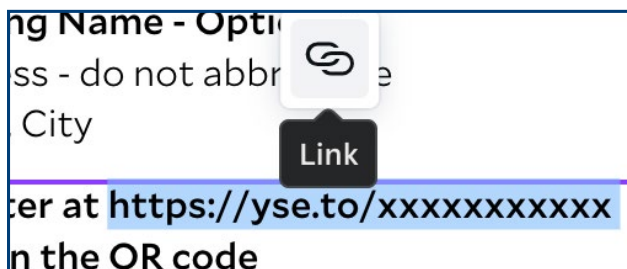 ng Name - Opti
ss - do not abbr e
, City
Link
ter at https://yse.to/xxxxxxxxxxx
n the QR code